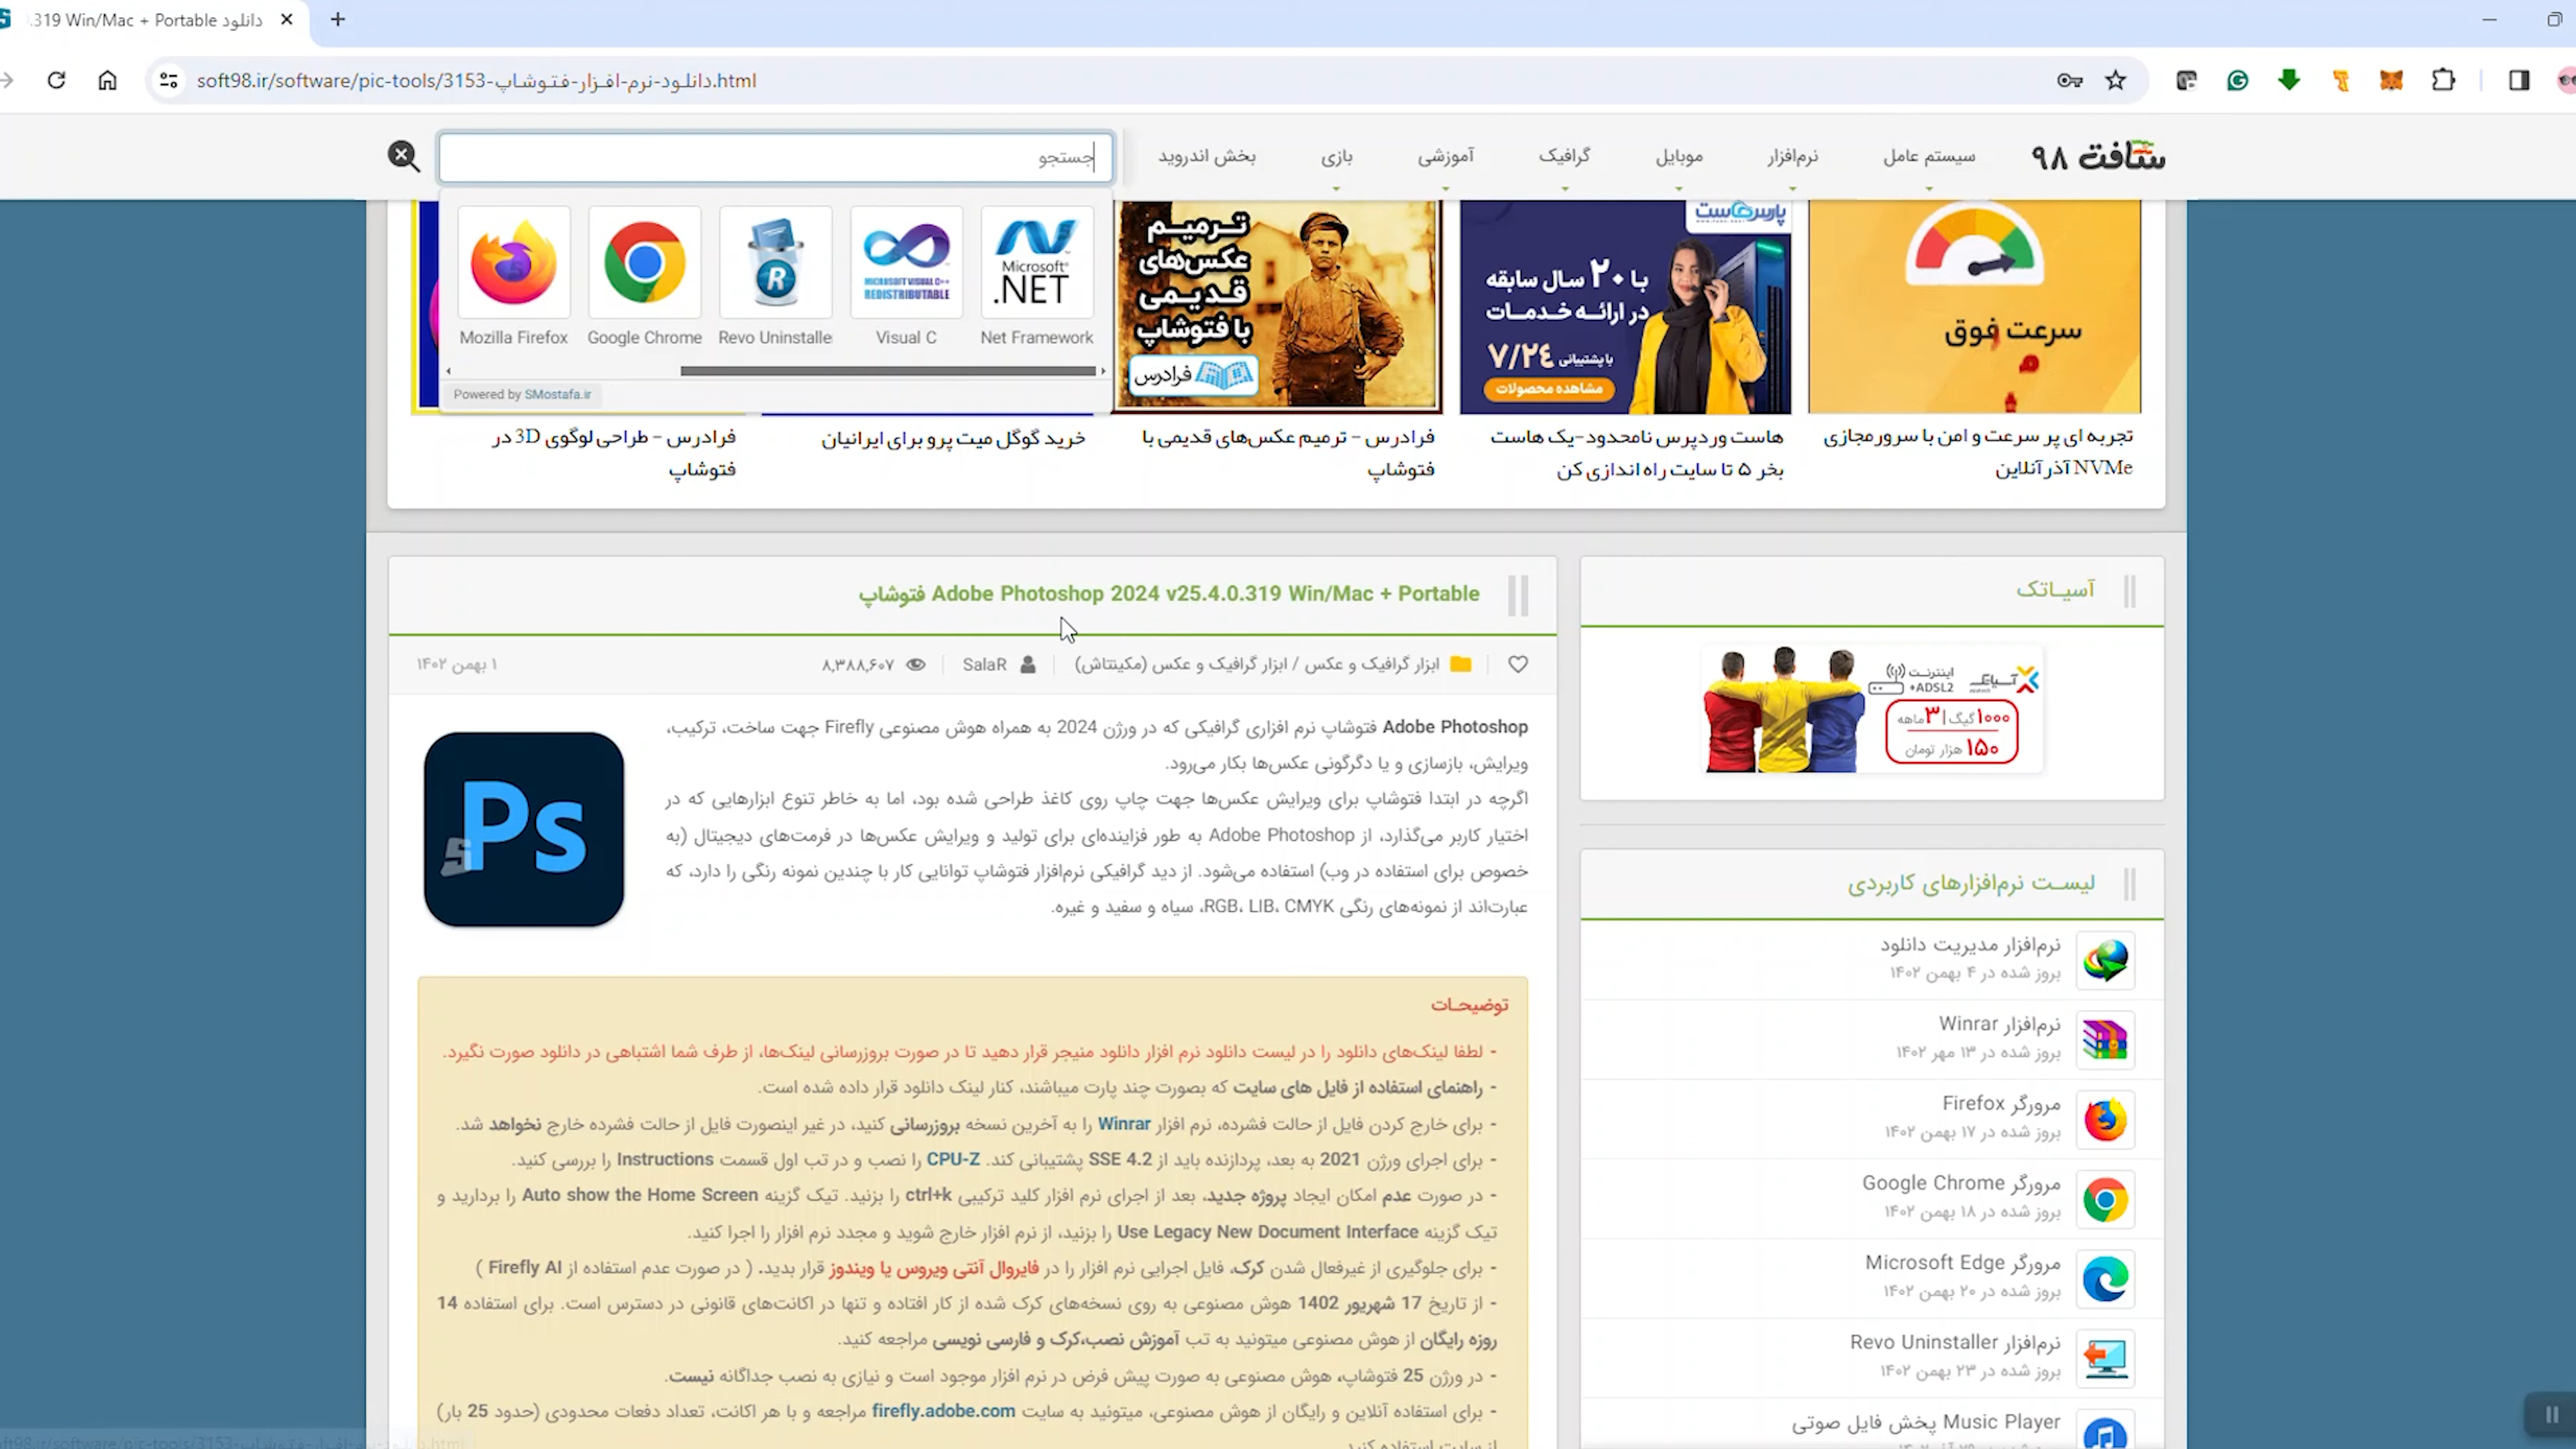 دانلود .319 Win/Mac + Portable
soft98.ir/software/pic-tools/3153-دانلود-نرم-افزار-فتوشاپ.html
سافت ۹۸
سیستم عامل
نرم‌افزار
موبایل
گرافیک
آموزشی
بازی
بخش اندروید
جستجو
Microsoft®
.NET
MICROSOFT VISUAL C++
REDISTRIBUTABLE
R
Mozilla Firefox
Google Chrome
Revo Uninstalle
Visual C
Net Framework
Powered by SMostafa.ir
سرعت فوق
پارس‌هاست
با ۲۰ سال سابقه
در ارائه خدمات
با پشتیبانی ۷/۲۴
مشاهده محصولات
ترمیم
عکس‌های
قدیمی
با فتوشاپ
فرادرس
تجربه ای پر سرعت و امن با سرور مجازی
NVMe آذرآنلاین
هاست وردپرس نامحدود-یک هاست
بخر ۵ تا سایت راه اندازی کن
فرادرس – ترمیم عکس‌های قدیمی با
فتوشاپ
خرید گوگل میت پرو برای ایرانیان
فرادرس – طراحی لوگوی 3D در
فتوشاپ
Adobe Photoshop 2024 v25.4.0.319 Win/Mac + Portable فتوشاپ
ابزار گرافیک و عکس / ابزار گرافیک و عکس (مکینتاش)
SalaR
۸,۳۸۸,۶۰۷
۱ بهمن ۱۴۰۲
Adobe Photoshop فتوشاپ نرم افزاری گرافیکی که در ورژن 2024 به همراه هوش مصنوعی Firefly جهت ساخت، ترکیب،
ویرایش، بازسازی و یا دگرگونی عکس‌ها بکار می‌رود.
اگرچه در ابتدا فتوشاپ برای ویرایش عکس‌ها جهت چاپ روی کاغذ طراحی شده بود، اما به خاطر تنوع ابزارهایی که در
اختیار کاربر می‌گذارد، از Adobe Photoshop به طور فزاینده‌ای برای تولید و ویرایش عکس‌ها در فرمت‌های دیجیتال (به
خصوص برای استفاده در وب) استفاده می‌شود. از دید گرافیکی نرم‌افزار فتوشاپ توانایی کار با چندین نمونه رنگی را دارد، که
عبارت‌اند از نمونه‌های رنگی RGB، LIB، CMYK، سیاه و سفید و غیره.
Ps
توضیحـات
- لطفا لینک‌های دانلود را در لیست دانلود نرم افزار دانلود منیجر قرار دهید تا در صورت بروزرسانی لینک‌ها، از طرف شما اشتباهی در دانلود صورت نگیرد.
- راهنمای استفاده از فایل های سایت که بصورت چند پارت میباشند، کنار لینک دانلود قرار داده شده است.
- برای خارج کردن فایل از حالت فشرده، نرم افزار Winrar را به آخرین نسخه بروزرسانی کنید، در غیر اینصورت فایل از حالت فشرده خارج نخواهد شد.
- برای اجرای ورژن 2021 به بعد، پردازنده باید از SSE 4.2 پشتیبانی کند. CPU-Z را نصب و در تب اول قسمت Instructions را بررسی کنید.
- در صورت عدم امکان ایجاد پروژه جدید، بعد از اجرای نرم افزار کلید ترکیبی ctrl+k را بزنید. تیک گزینه Auto show the Home Screen را بردارید و
تیک گزینه Use Legacy New Document Interface را بزنید، از نرم افزار خارج شوید و مجدد نرم افزار را اجرا کنید.
- برای جلوگیری از غیرفعال شدن کرک، فایل اجرایی نرم افزار را در فایروال آنتی ویروس یا ویندوز قرار بدید. ( در صورت عدم استفاده از Firefly AI )
- از تاریخ 17 شهریور 1402 هوش مصنوعی به روی نسخه‌های کرک شده از کار افتاده و تنها در اکانت‌های قانونی در دسترس است. برای استفاده 14
روزه رایگان از هوش مصنوعی میتونید به تب آموزش نصب،کرک و فارسی نویسی مراجعه کنید.
- در ورژن 25 فتوشاپ، هوش مصنوعی به صورت پیش فرض در نرم افزار موجود است و نیازی به نصب جداگانه نیست.
- برای استفاده آنلاین و رایگان از هوش مصنوعی، میتونید به سایت firefly.adobe.com مراجعه و با هر اکانت، تعداد دفعات محدودی (حدود 25 بار)
از سایت استفاده کنید
آسیـاتک
اینترنت
ADSL2+
۱۰۰۰گیگ|۳ماهه
۱۵۰ هزار تومان
لیسـت نرم‌افزارهای کاربردی
نرم‌افزار مدیریت دانلود
بروز شده در ۴ بهمن ۱۴۰۲
نرم‌افزار Winrar
بروز شده در ۱۳ مهر ۱۴۰۲
مرورگر Firefox
بروز شده در ۱۷ بهمن ۱۴۰۲
مرورگر Google Chrome
بروز شده در ۱۸ بهمن ۱۴۰۲
مرورگر Microsoft Edge
بروز شده در ۲۰ بهمن ۱۴۰۲
نرم‌افزار Revo Uninstaller
بروز شده در ۲۳ بهمن ۱۴۰۲
Music Player پخش فایل صوتی